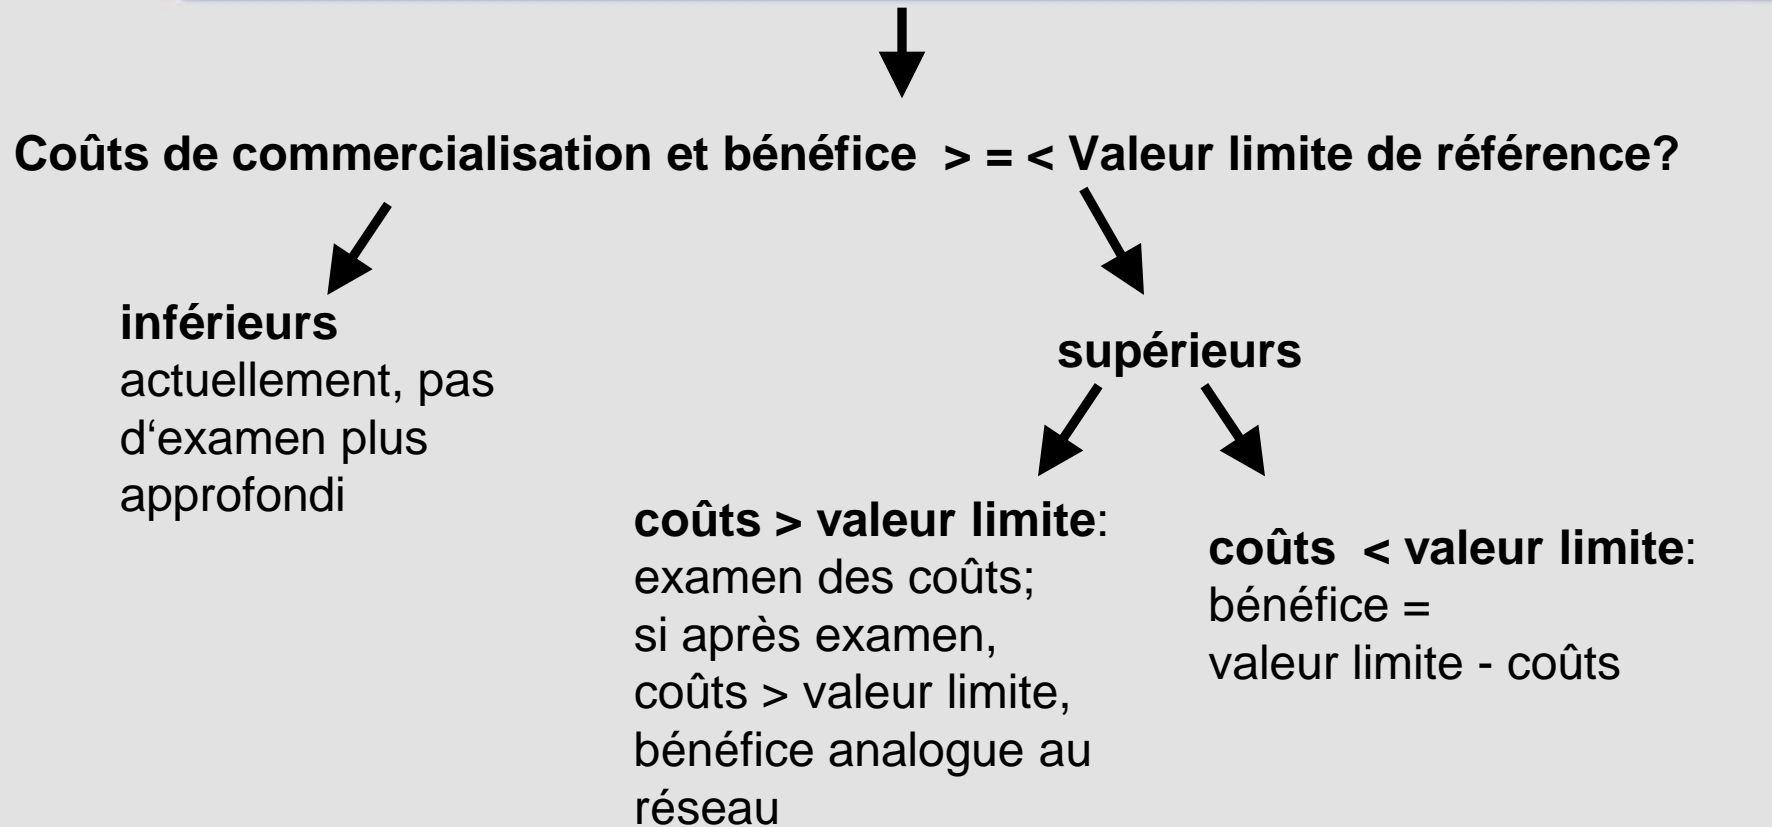 Coûts de commercialisation et bénéfice  > = < Valeur limite de référence?
inférieurs
actuellement, pas
d‘examen plus
approfondi
supérieurs
coûts > valeur limite:
examen des coûts;
si après examen,
coûts > valeur limite,
bénéfice analogue au
réseau
coûts  < valeur limite:
bénéfice =
valeur limite - coûts